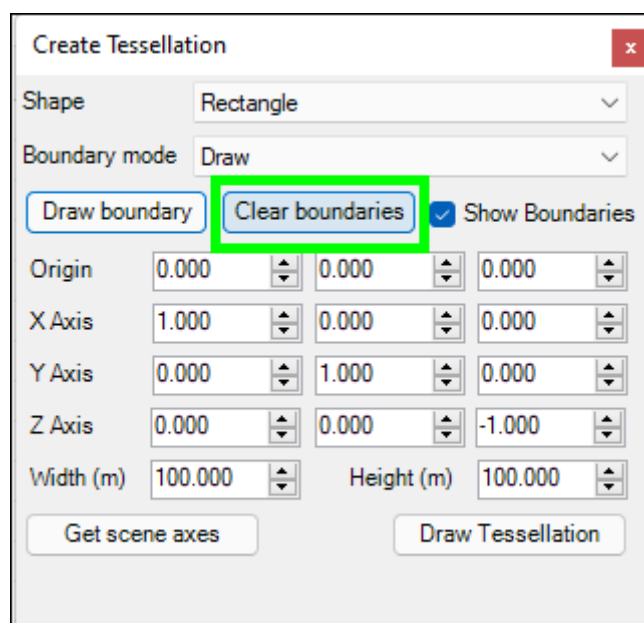 Create Tessellation x
Shape Rectangle
Boundary mode Draw
Draw boundary Clear boundaries Show Boundaries
Origin 0.000 0.000 0.000
X Axis 1.000 0.000 0.000
Y Axis 0.000 1.000 0.000
Z Axis 0.000 0.000 -1.000
Width (m) 100.000 Height (m) 100.000
Get scene axes Draw Tessellation